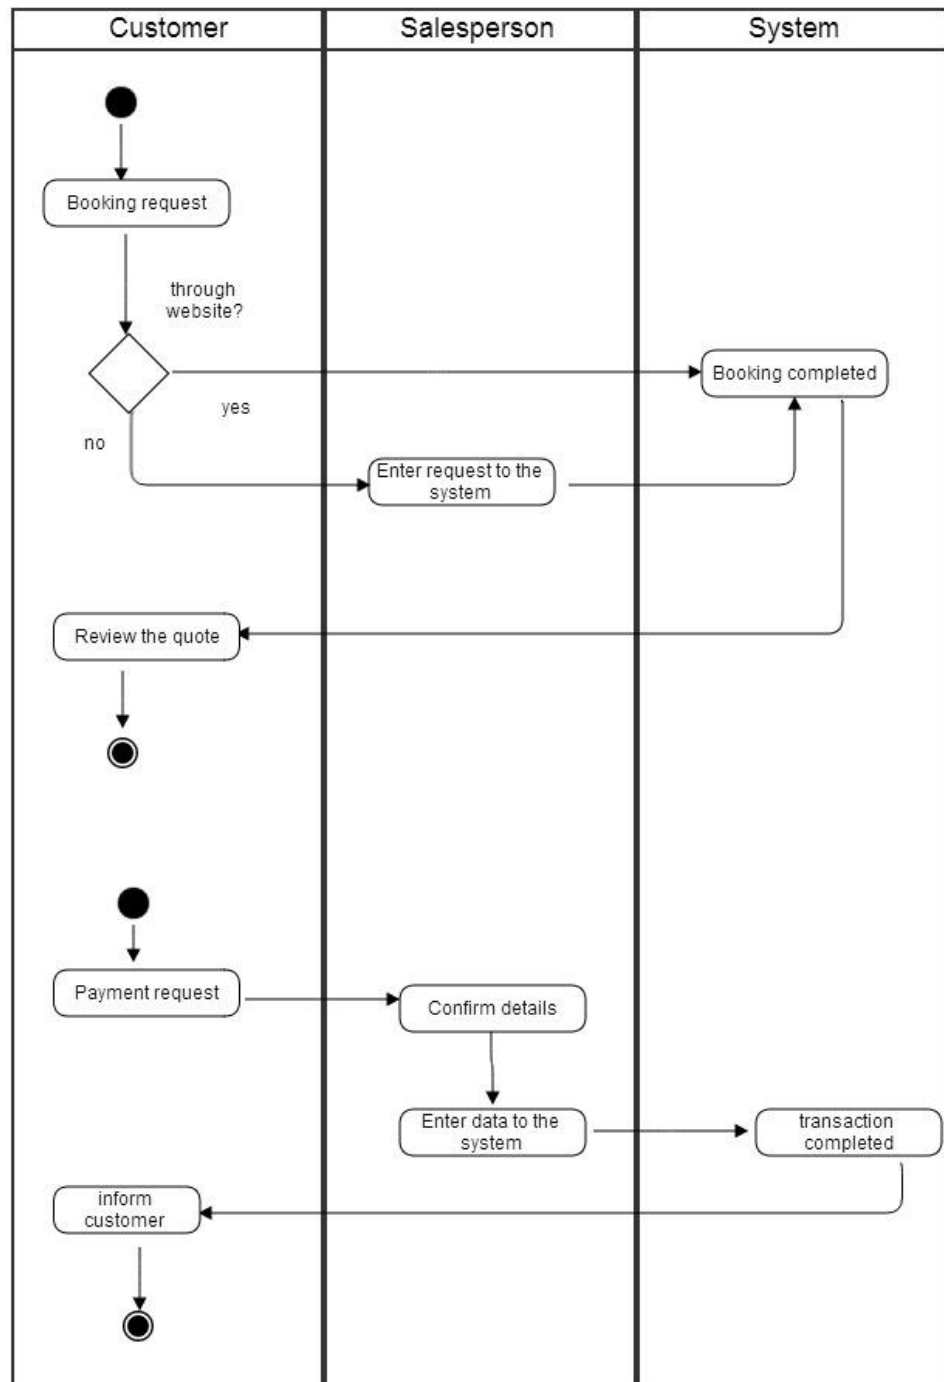 Customer
Salesperson
System
Booking request
through
website?
Booking completed
yes
no
Enter request to the
system
Review the quote
Payment request
Confirm details
Enter data to the
system
transaction
completed
inform
customer